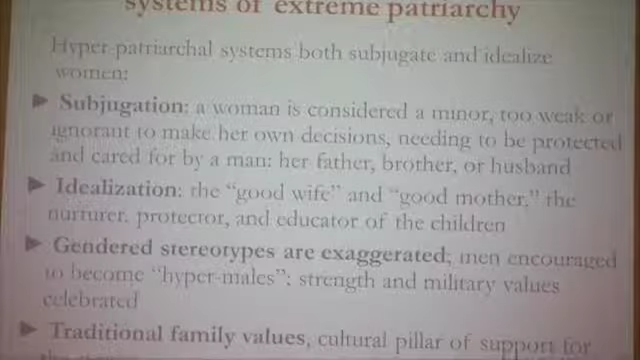 systems of extreme patriarchy
Hyper-patriarchal systems both subjugate and idealize
women:
Subjugation: a woman is considered a minor, too weak or
ignorant to make her own decisions, needing to be protected
and cared for by a man: her father, brother, or husband
Idealization: the “good wife” and “good mother,” the
nurturer, protector, and educator of the children
Gendered stereotypes are exaggerated; men encouraged
to become “hyper-males”: strength and military values
celebrated
Traditional family values, cultural pillar of support for